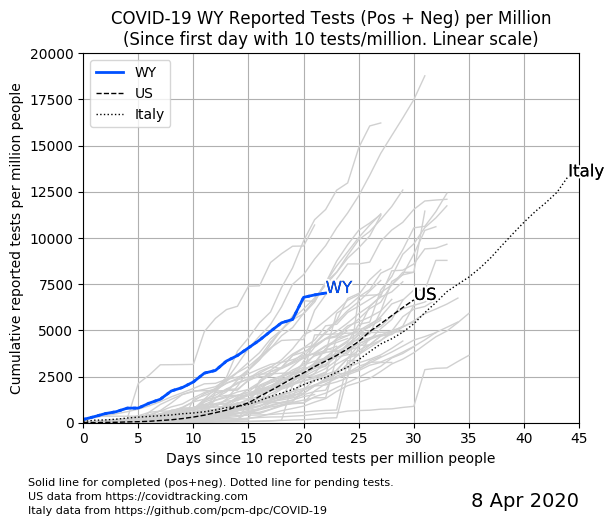 COVID-19 WY Reported Tests (Pos + Neg) per Million
(Since first day with 10 tests/million. Linear scale)
Cumulative reported tests per million people
20000
17500
15000
12500
10000
7500
5000
2500
0
WY
US
Italy
WY
US
Italy
0 5 10 15 20 25 30 35 40 45
Days since 10 reported tests per million people
Solid line for completed (pos+neg). Dotted line for pending tests.
US data from https://covidtracking.com
Italy data from https://github.com/pcm-dpc/COVID-19
8 Apr 2020